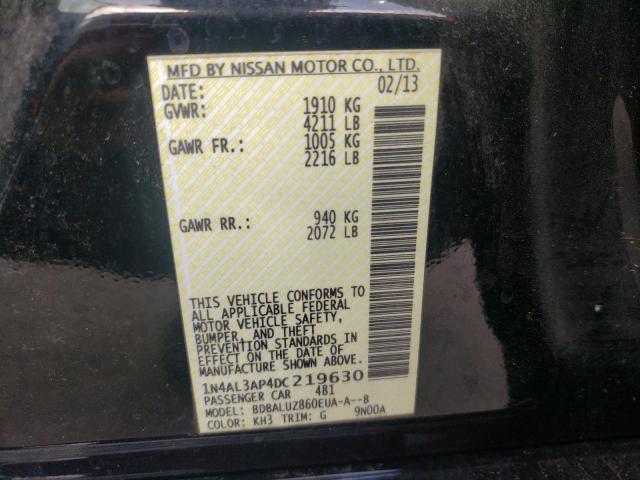 MFD BY NISSAN MOTOR CO., LTD.
DATE: 02/13
GVWR: 1910 KG
4211 LB
GAWR FR.: 1005 KG
2216 LB
GAWR RR.: 940 KG
2072 LB
THIS VEHICLE CONFORMS TO
ALL APPLICABLE FEDERAL
MOTOR VEHICLE SAFETY,
BUMPER, AND THEFT
PREVENTION STANDARDS IN
EFFECT ON THE DATE OF
MANUFACTURE SHOWN ABOVE.
1N4AL3AP4DC219630
PASSENGER CAR 481
MODEL: BDBALUZ860EUA-A--B
COLOR: KH3 TRIM: G 9N00A